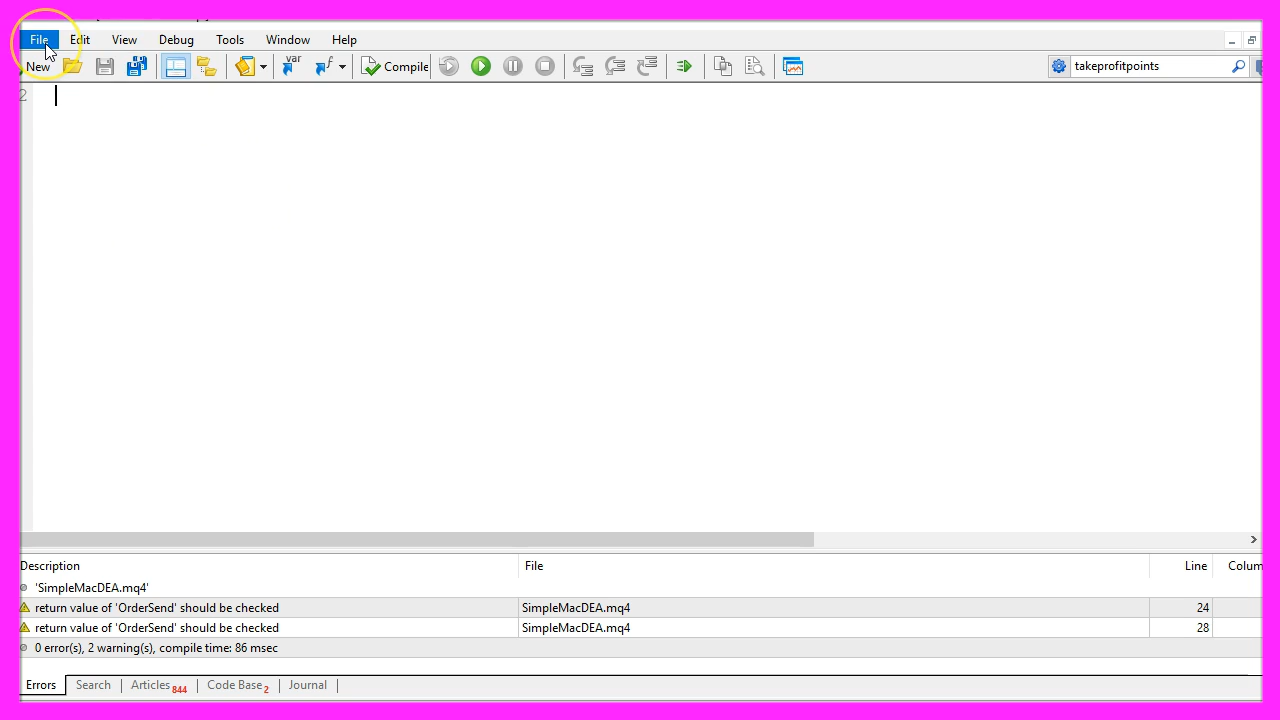 File Edit View Debug Tools Window Help
New var Compile takeprofitpoints
2
Description File Line Colum
'SimpleMacDEA.mq4'
return value of 'OrderSend' should be checked SimpleMacDEA.mq4 24
return value of 'OrderSend' should be checked SimpleMacDEA.mq4 28
0 error(s), 2 warning(s), compile time: 86 msec
Errors Search Articles 844 Code Base 2 Journal